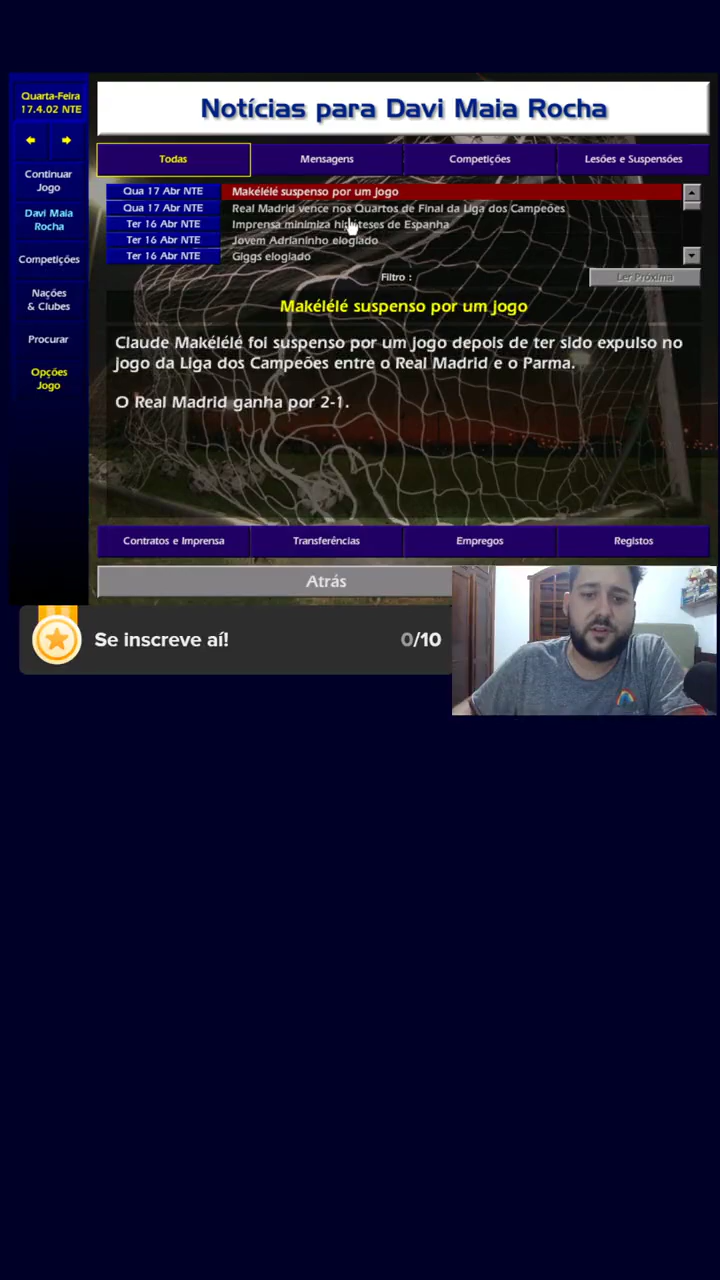 Quarta-Feira
17.4.02 NTE
Continuar
Jogo
Davi Maia
Rocha
Competições
Nações
& Clubes
Procurar
Opções
Jogo
Notícias para Davi Maia Rocha
Todas
Mensagens
Competições
Lesões e Suspensões
Qua 17 Abr NTE Makélélé suspenso por um jogo
Qua 17 Abr NTE Real Madrid vence nos Quartos de Final da Liga dos Campeões
Ter 16 Abr NTE Imprensa minimiza hipóteses de Espanha
Ter 16 Abr NTE Jovem Adrianinho elogiado
Ter 16 Abr NTE Giggs elogiado
Filtro :
Ler Próxima
Makélélé suspenso por um jogo
Claude Makélélé foi suspenso por um jogo depois de ter sido expulso no
jogo da Liga dos Campeões entre o Real Madrid e o Parma.
O Real Madrid ganha por 2-1.
Contratos e Imprensa
Transferências
Empregos
Registos
Atrás
Se inscreve aí!
0/10